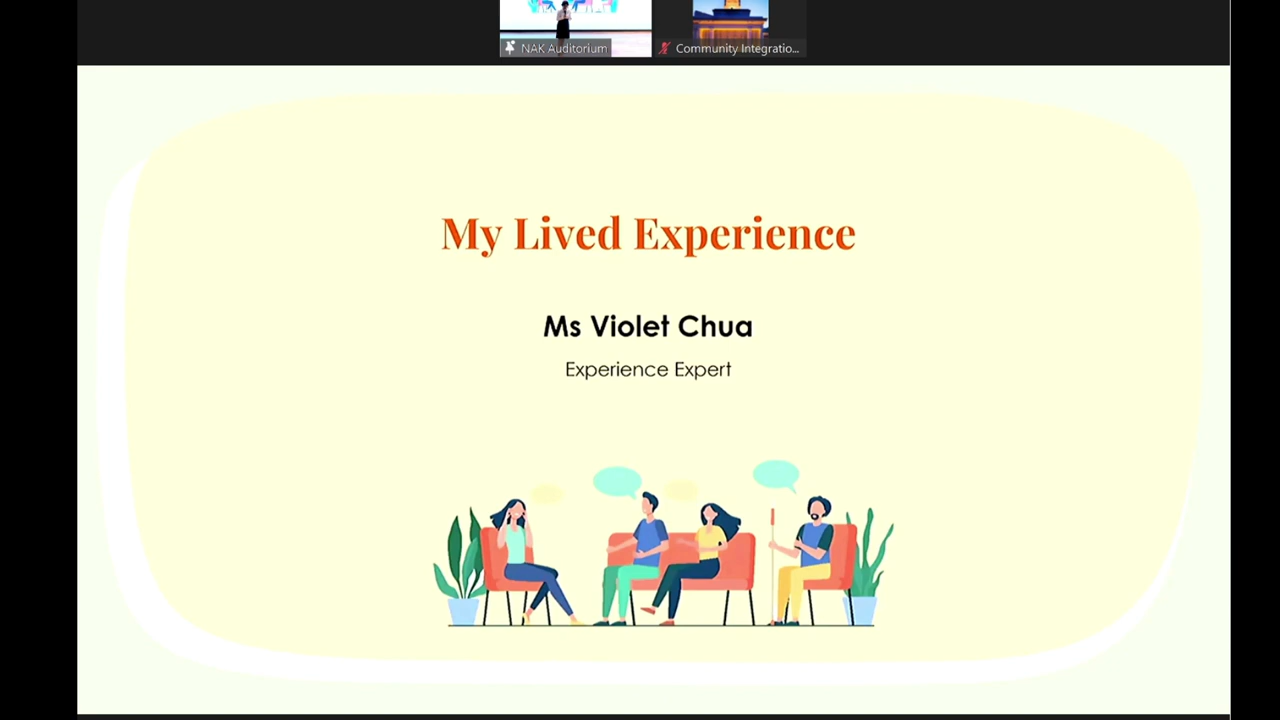 NAK Auditorium
Community Integratio...
My Lived Experience
Ms Violet Chua
Experience Expert